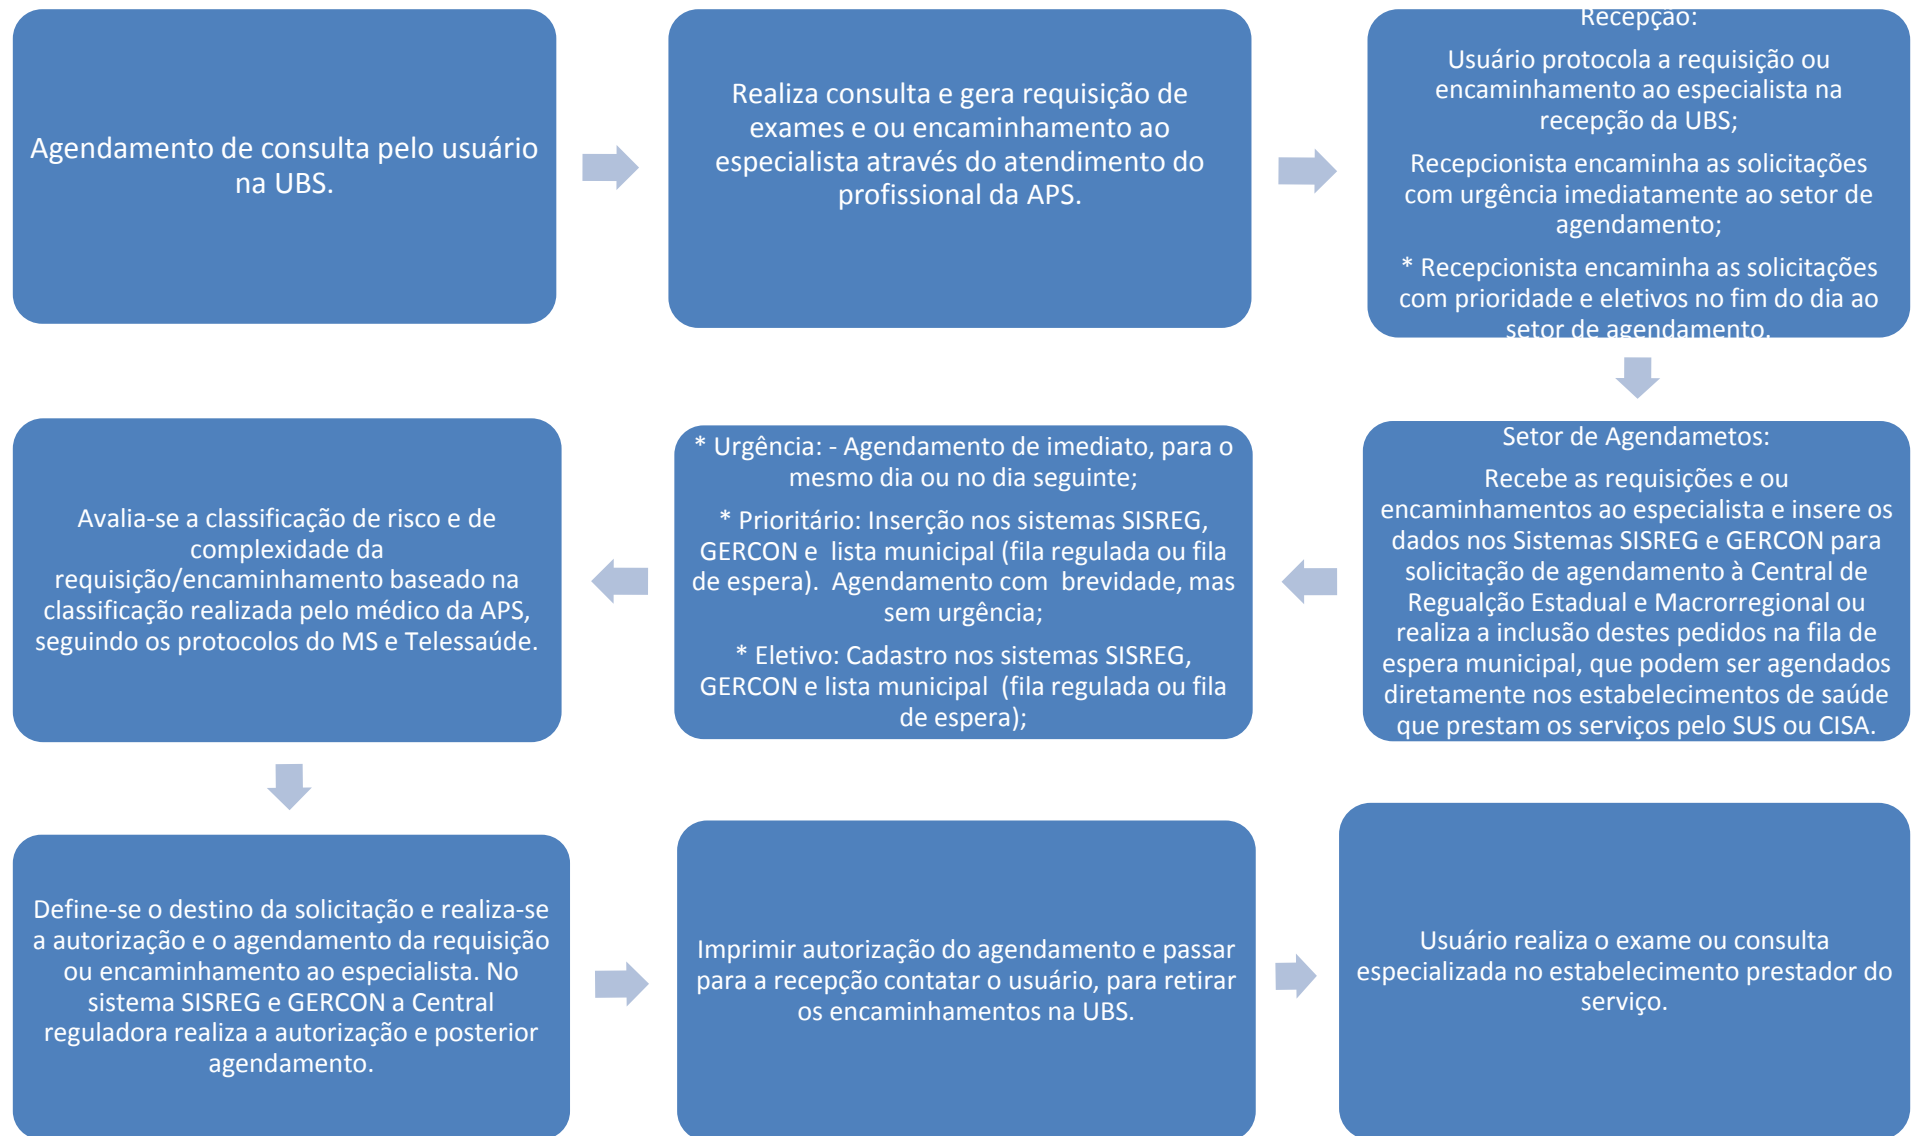 Agendamento de consulta pelo usuário
na UBS.
Realiza consulta e gera requisição de
exames e ou encaminhamento ao
especialista através do atendimento do
profissional da APS.
Recepção:
Usuário protocola a requisição ou
encaminhamento ao especialista na
recepção da UBS;
Recepcionista encaminha as solicitações
com urgência imediatamente ao setor de
agendamento;
* Recepcionista encaminha as solicitações
com prioridade e eletivos no fim do dia ao
setor de agendamento.
Setor de Agendametos:
Recebe as requisições e ou
encaminhamentos ao especialista e insere os
dados nos Sistemas SISREG e GERCON para
solicitação de agendamento à Central de
Regualção Estadual e Macrorregional ou
realiza a inclusão destes pedidos na fila de
espera municipal, que podem ser agendados
diretamente nos estabelecimentos de saúde
que prestam os serviços pelo SUS ou CISA.
* Urgência: - Agendamento de imediato, para o
mesmo dia ou no dia seguinte;
* Prioritário: Inserção nos sistemas SISREG,
GERCON e lista municipal (fila regulada ou fila
de espera). Agendamento com brevidade, mas
sem urgência;
* Eletivo: Cadastro nos sistemas SISREG,
GERCON e lista municipal (fila regulada ou fila
de espera);
Avalia-se a classificação de risco e de
complexidade da
requisição/encaminhamento baseado na
classificação realizada pelo médico da APS,
seguindo os protocolos do MS e Telessaúde.
Define-se o destino da solicitação e realiza-se
a autorização e o agendamento da requisição
ou encaminhamento ao especialista. No
sistema SISREG e GERCON a Central
reguladora realiza a autorização e posterior
agendamento.
Imprimir autorização do agendamento e passar
para a recepção contatar o usuário, para retirar
os encaminhamentos na UBS.
Usuário realiza o exame ou consulta
especializada no estabelecimento prestador do
serviço.